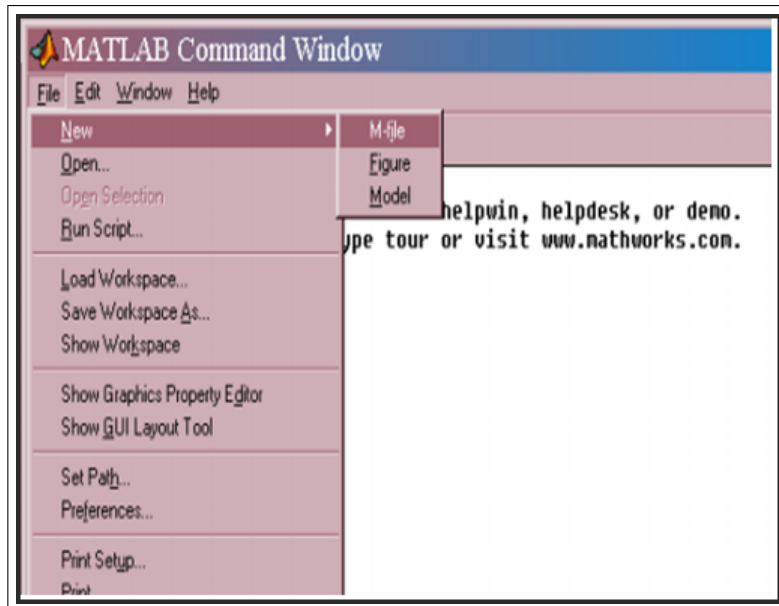 MATLAB Command Window
File Edit Window Help
New
M-file
Open...
Figure
Open Selection
Model
Run Script...
helpwin, helpdesk, or demo.
ype tour or visit www.mathworks.com.
Load Workspace...
Save Workspace As...
Show Workspace
Show Graphics Property Editor
Show GUI Layout Tool
Set Path...
Preferences...
Print Setup...
Print